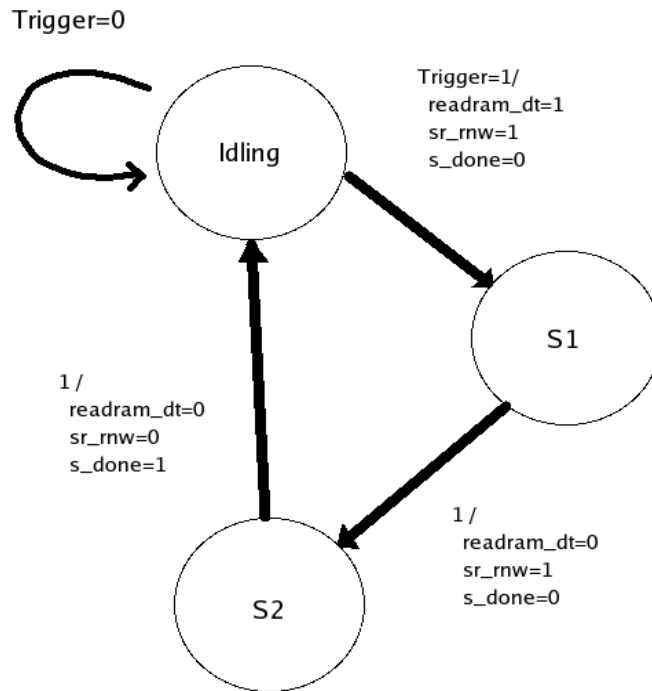 Trigger=0
Idling
Trigger=1/
readram_dt=1
sr_rnw=1
s_done=0
S1
1 /
readram_dt=0
sr_rnw=0
s_done=1
1 /
readram_dt=0
sr_rnw=1
s_done=0
S2